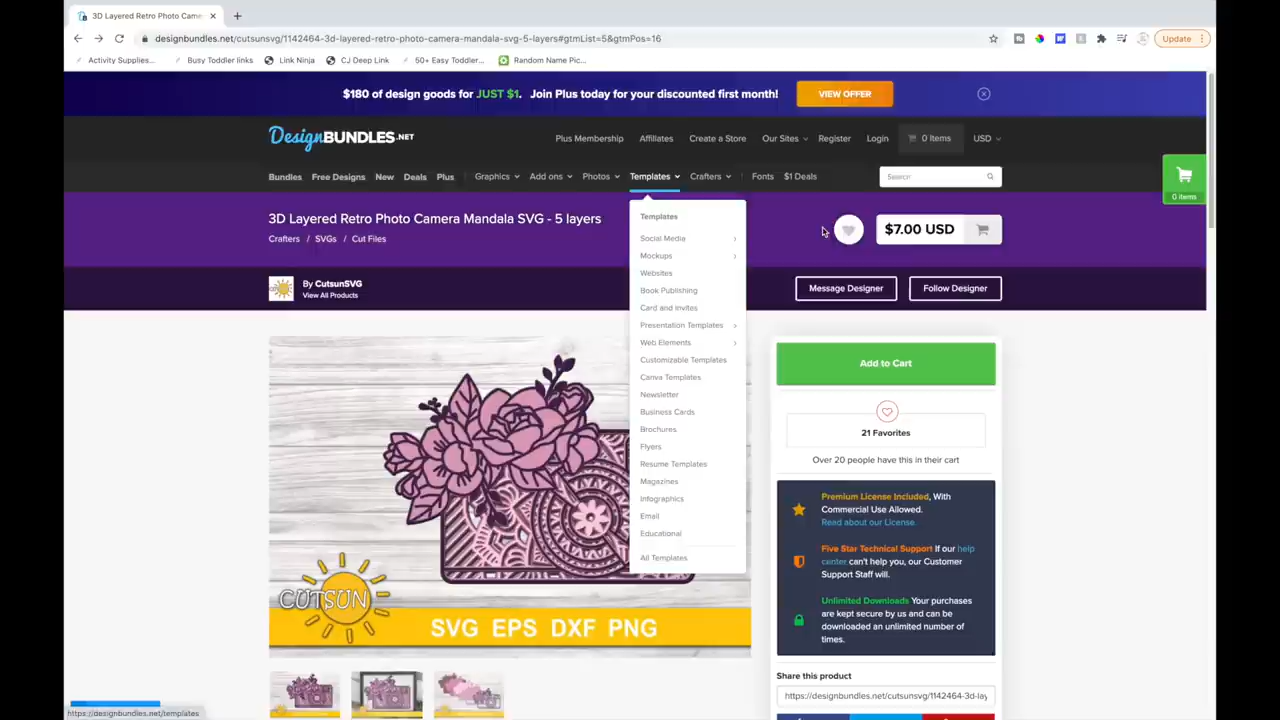 3D Layered Retro Photo Came
designbundles.net/cutsunsvg/1142464-3d-layered-retro-photo-camera-mandala-svg-5-layers#gtmList=5&gtmPos=16
Update
Activity Supplies...
Busy Toddler links
Link Ninja
CJ Deep Link
50+ Easy Toddler...
Random Name Pic...
$180 of design goods for JUST $1. Join Plus today for your discounted first month!
VIEW OFFER
DesignBUNDLES.NET
Plus Membership
Affiliates
Create a Store
Our Sites
Register
Login
0 Items
USD
Bundles
Free Designs
New
Deals
Plus
Graphics
Add ons
Photos
Templates
Crafters
Fonts
$1 Deals
Search
0 items
3D Layered Retro Photo Camera Mandala SVG - 5 layers
Crafters / SVGs / Cut Files
$7.00 USD
By CutsunSVG
View All Products
Message Designer
Follow Designer
Templates
Social Media
Mockups
Websites
Book Publishing
Card and Invites
Presentation Templates
Web Elements
Customizable Templates
Canva Templates
Newsletter
Business Cards
Brochures
Flyers
Resume Templates
Magazines
Infographics
Email
Educational
All Templates
CUTSUN
SVG EPS DXF PNG
Add to Cart
21 Favorites
Over 20 people have this in their cart
Premium License Included, With
Commercial Use Allowed.
Read about our License
Five Star Technical Support If our help
center can't help you, our Customer
Support Staff will.
Unlimited Downloads Your purchases
are kept secure by us and can be
downloaded an unlimited number of
times.
Share this product
https://designbundles.net/cutsunsvg/1142464-3d-lay
https://designbundles.net/templates